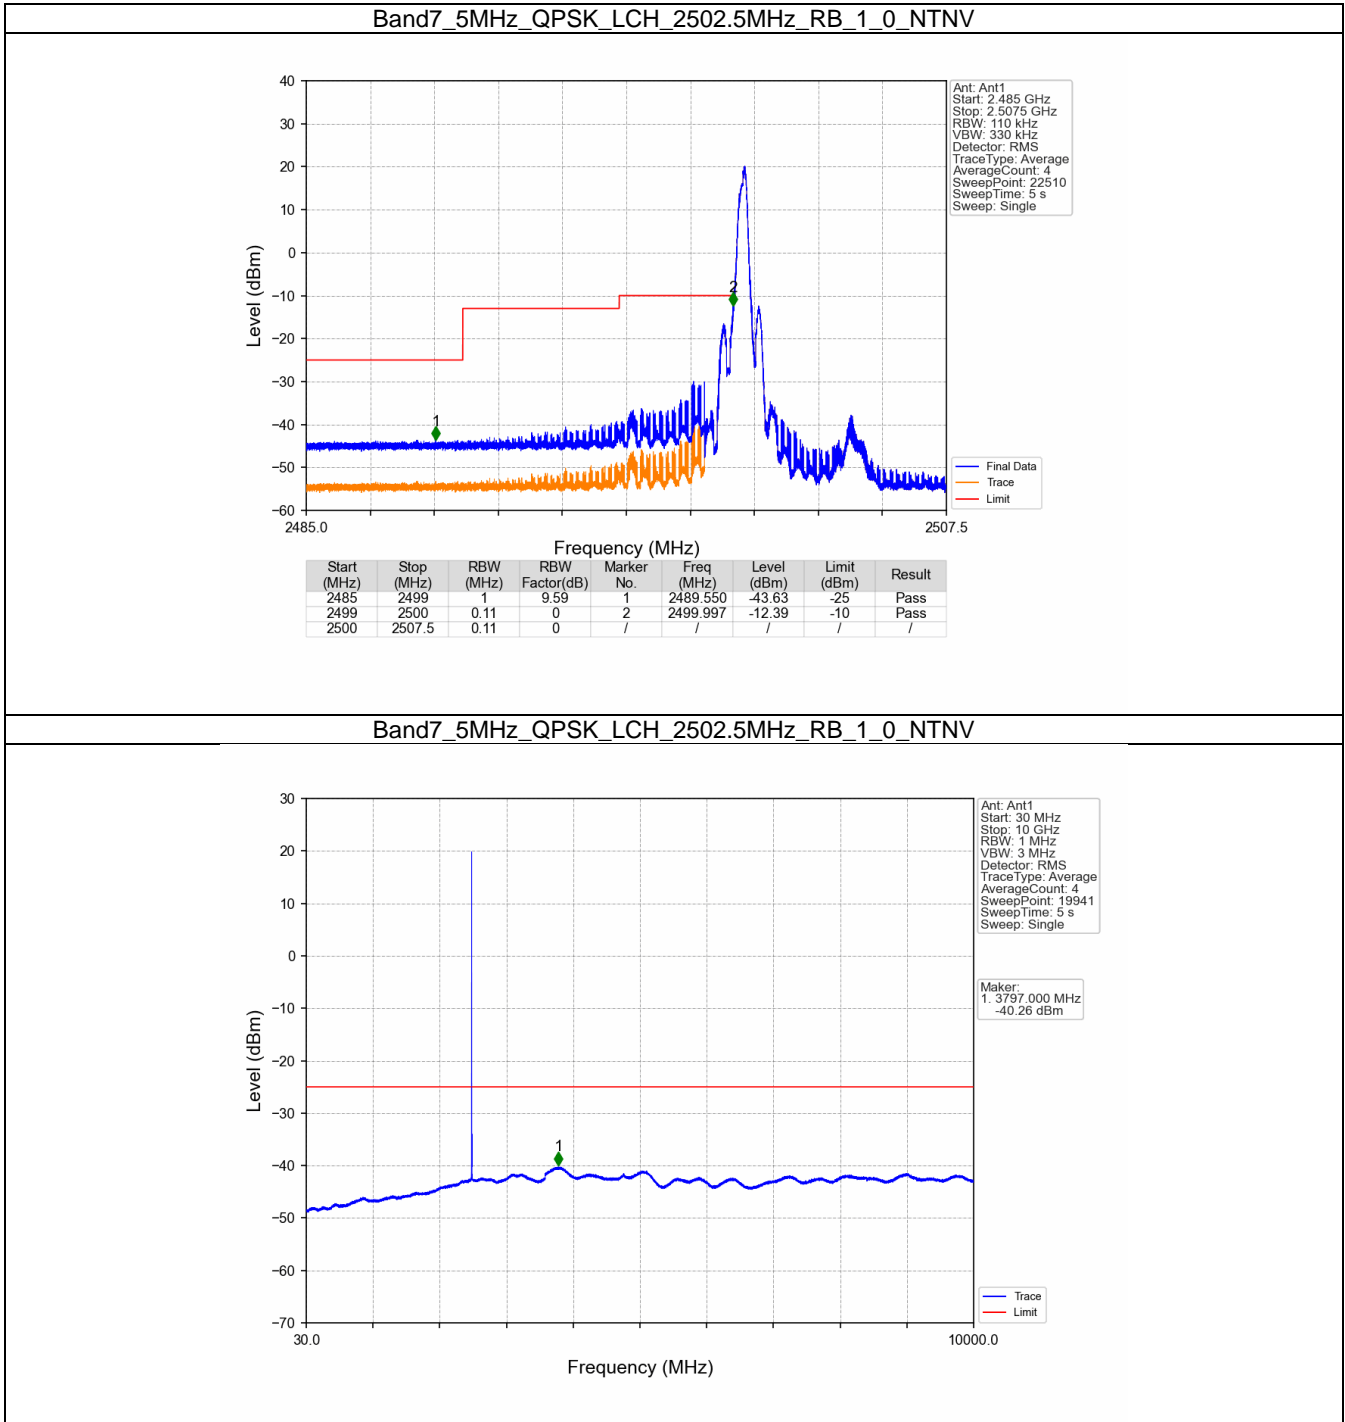 Band7_5MHz_QPSK_LCH_2502.5MHz_RB_1_0_NTNV
40
30
20
10
0
−10
−20
−30
−40
−50
−60
Level (dBm)
1
2
2485.0
2507.5
Frequency (MHz)
Ant: Ant1
Start: 2.485 GHz
Stop: 2.5075 GHz
RBW: 110 kHz
VBW: 330 kHz
Detector: RMS
TraceType: Average
AverageCount: 4
SweepPoint: 22510
SweepTime: 5 s
Sweep: Single
Final Data
Trace
Limit
Start (MHz) Stop (MHz) RBW (MHz) RBW Factor(dB) Marker No. Freq (MHz) Level (dBm) Limit (dBm) Result
2485 2499 1 9.59 1 2489.550 -43.63 -25 Pass
2499 2500 0.11 0 2 2499.997 -12.39 -10 Pass
2500 2507.5 0.11 0 / / / / /
Band7_5MHz_QPSK_LCH_2502.5MHz_RB_1_0_NTNV
30
20
10
0
−10
−20
−30
−40
−50
−60
−70
Level (dBm)
1
30.0
10000.0
Frequency (MHz)
Ant: Ant1
Start: 30 MHz
Stop: 10 GHz
RBW: 1 MHz
VBW: 3 MHz
Detector: RMS
TraceType: Average
AverageCount: 4
SweepPoint: 19941
SweepTime: 5 s
Sweep: Single
Maker:
1. 3797.000 MHz
-40.26 dBm
Trace
Limit